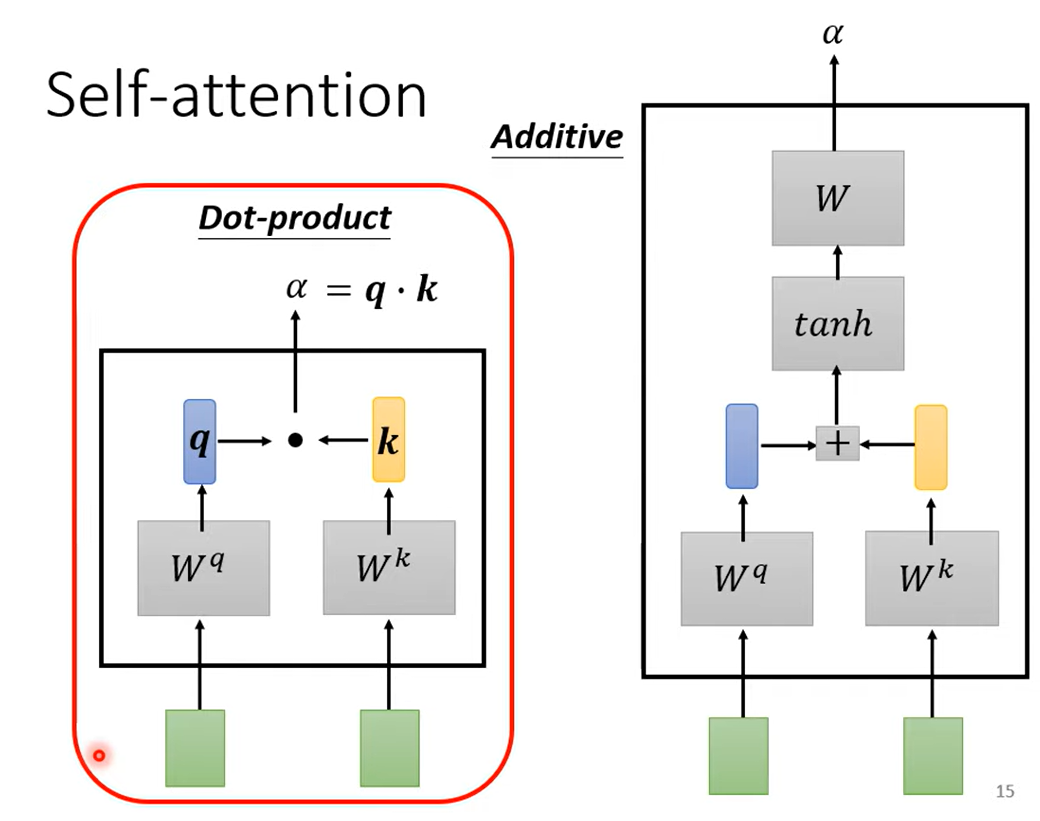 Self-attention
Dot-product
α = q · k
q
k
W^q
W^k
Additive
α
W
tanh
+
W^q
W^k
15